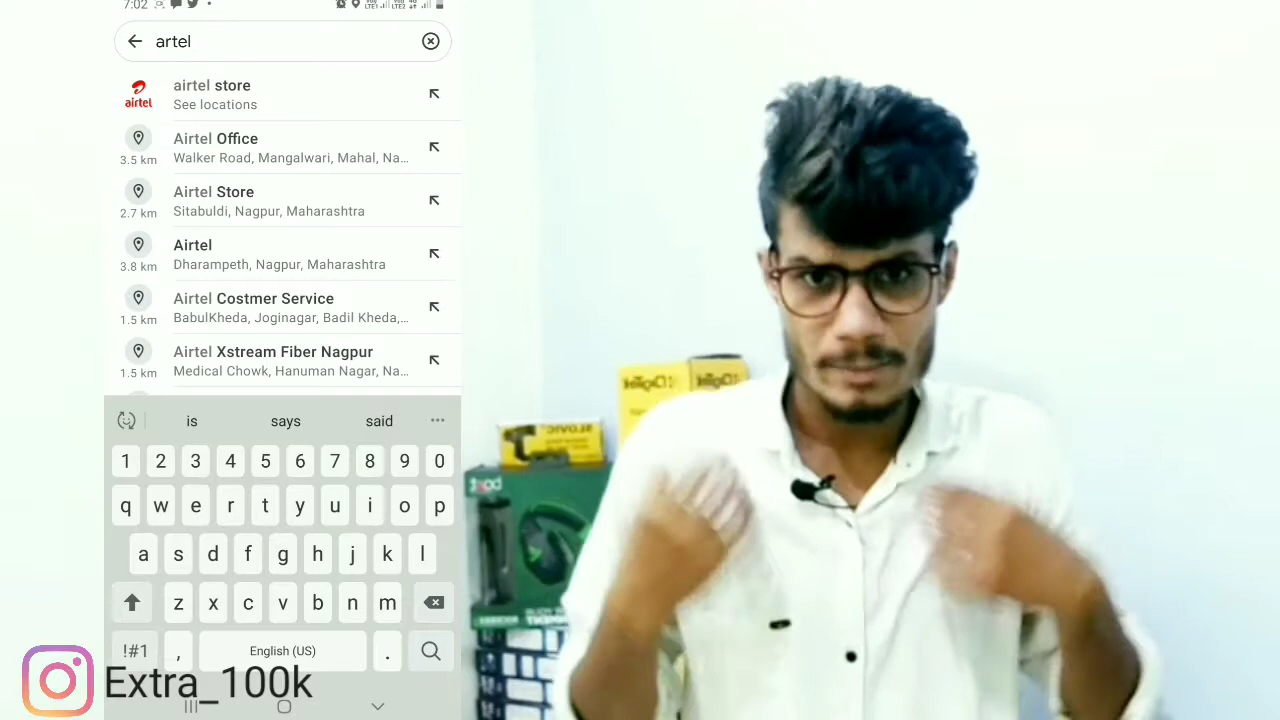 7:02
artel
airtel store
See locations
airtel
Airtel Office
3.5 km
Walker Road, Mangalwari, Mahal, Na...
Airtel Store
2.7 km
Sitabuldi, Nagpur, Maharashtra
Airtel
3.8 km
Dharampeth, Nagpur, Maharashtra
Airtel Costmer Service
1.5 km
BabulKheda, Joginagar, Badil Kheda,...
Airtel Xstream Fiber Nagpur
1.5 km
Medical Chowk, Hanuman Nagar, Na...
is says said
1 2 3 4 5 6 7 8 9 0
q w e r t y u i o p
a s d f g h j k l
z x c v b n m
!#1 , English (US) .
Extra_100k
DIGITEK
SLOVIC
boat